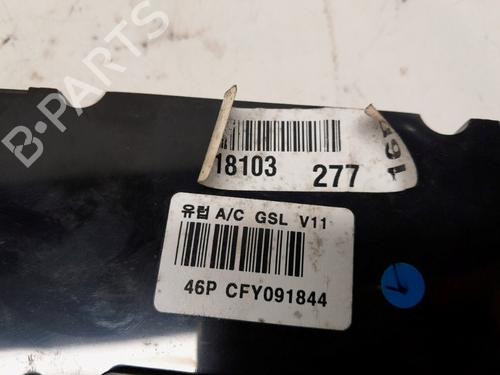 B-PARTS
18103 277
유럽 A/C GSL V11
46P CFY091844